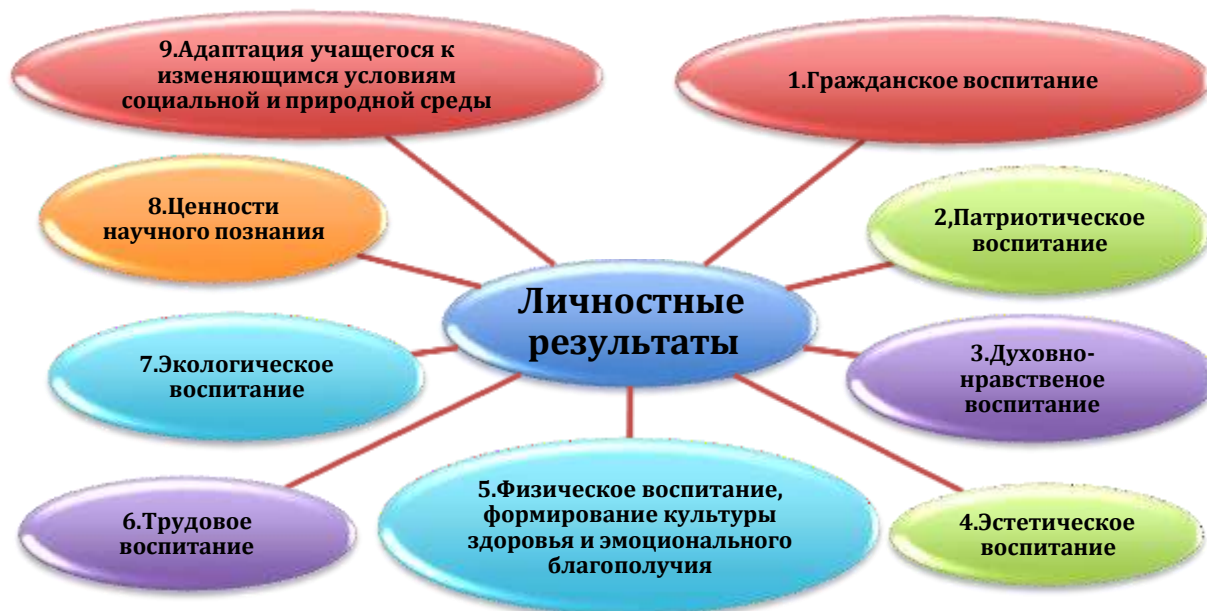 9.Адаптация учащегося к
изменяющимся условиям
социальной и природной среды
1.Гражданское воспитание
8.Ценности
научного познания
2,Патриотическое
воспитание
Личностные
результаты
7.Экологическое
воспитание
3.Духовно-
нравственое
воспитание
6.Трудовое
воспитание
5.Физическое воспитание,
формирование культуры
здоровья и эмоционального
благополучия
4.Эстетическое
воспитание